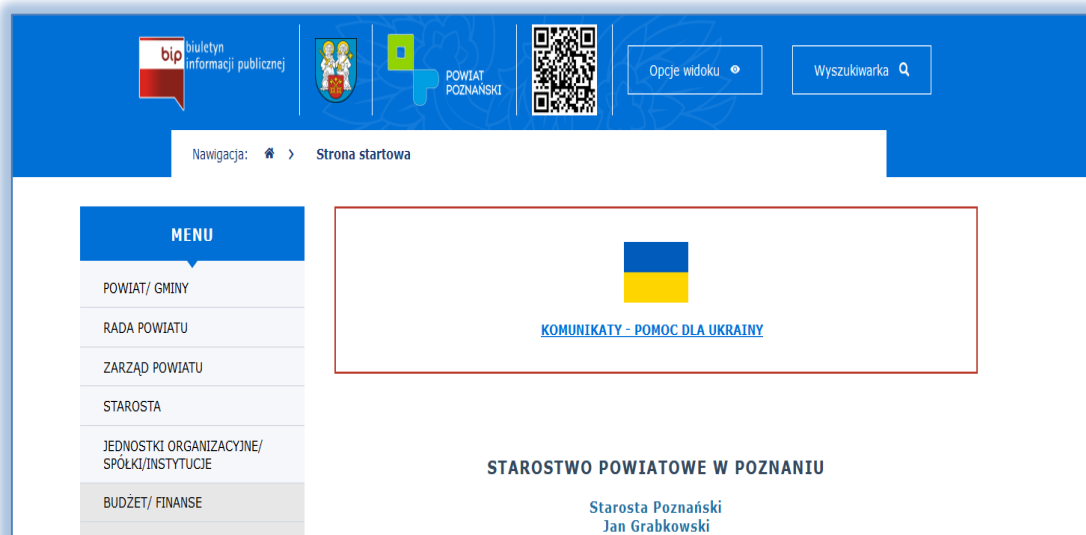 bip biuletyn
informacji publicznej
POWIAT
POZNAŃSKI
Opcje widoku
Wyszukiwarka
Nawigacja: > Strona startowa
MENU
POWIAT/ GMINY
RADA POWIATU
ZARZĄD POWIATU
STAROSTA
JEDNOSTKI ORGANIZACYJNE/
SPÓŁKI/INSTYTUCJE
BUDŻET/ FINANSE
KOMUNIKATY - POMOC DLA UKRAINY
STAROSTWO POWIATOWE W POZNANIU
Starosta Poznański
Jan Grabkowski